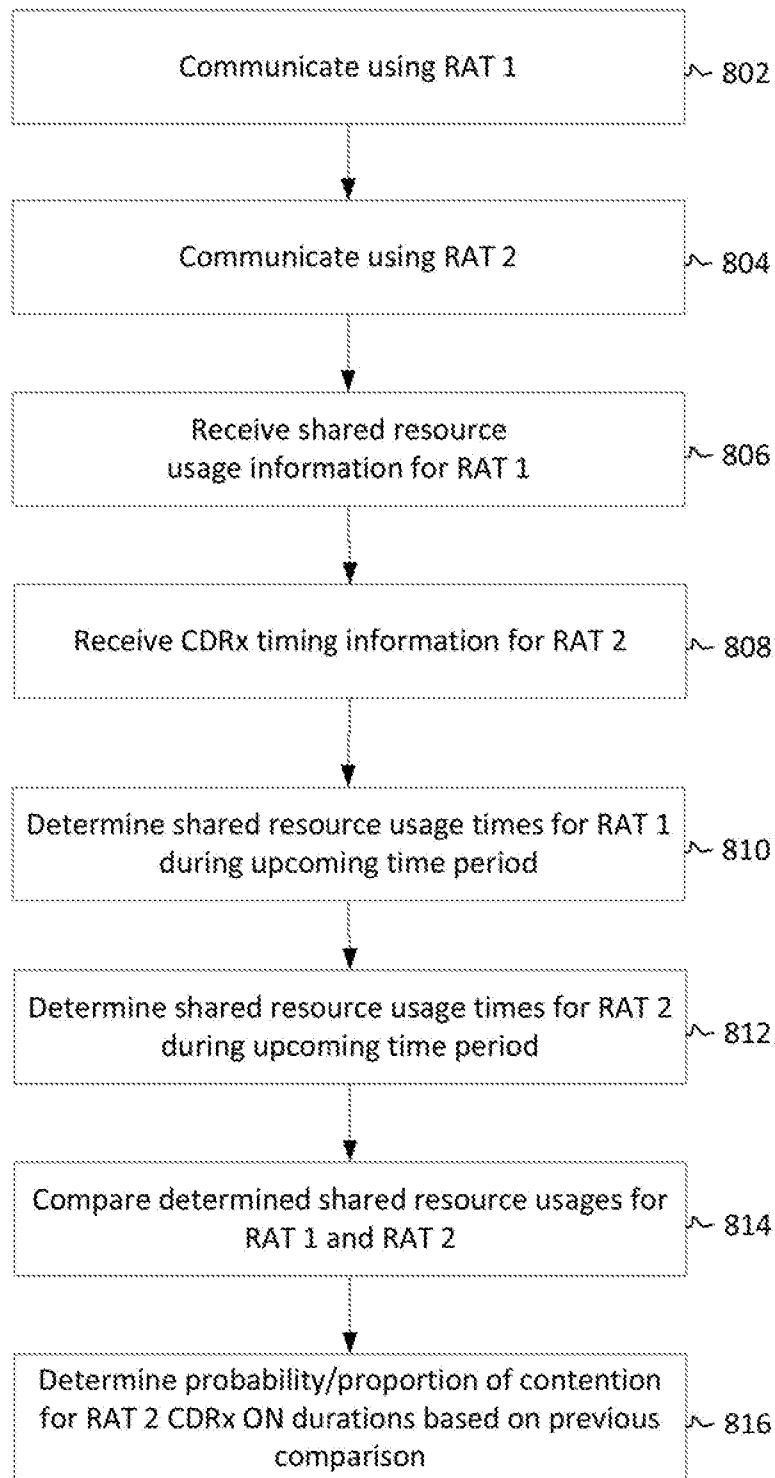 Communicate using RAT 1
802
Communicate using RAT 2
804
Receive shared resource
usage information for RAT 1
806
Receive CDRx timing information for RAT 2
808
Determine shared resource usage times for RAT 1
during upcoming time period
810
Determine shared resource usage times for RAT 2
during upcoming time period
812
Compare determined shared resource usages for
RAT 1 and RAT 2
814
Determine probability/proportion of contention
for RAT 2 CDRx ON durations based on previous
comparison
816